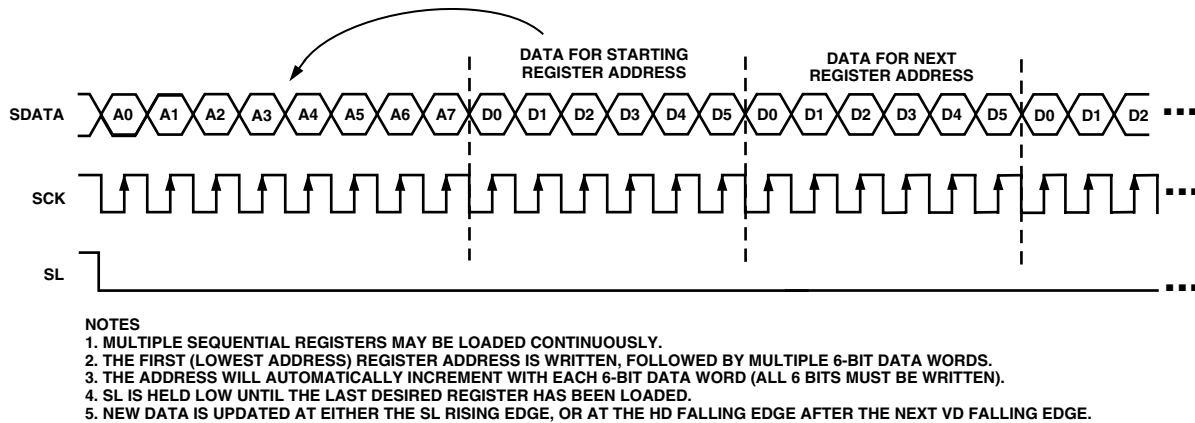 DATA FOR STARTING
REGISTER ADDRESS
DATA FOR NEXT
REGISTER ADDRESS
SDATA A0 A1 A2 A3 A4 A5 A6 A7 D0 D1 D2 D3 D4 D5 D0 D1 D2 D3 D4 D5 D0 D1 D2
SCK
SL
NOTES
1. MULTIPLE SEQUENTIAL REGISTERS MAY BE LOADED CONTINUOUSLY.
2. THE FIRST (LOWEST ADDRESS) REGISTER ADDRESS IS WRITTEN, FOLLOWED BY MULTIPLE 6-BIT DATA WORDS.
3. THE ADDRESS WILL AUTOMATICALLY INCREMENT WITH EACH 6-BIT DATA WORD (ALL 6 BITS MUST BE WRITTEN).
4. SL IS HELD LOW UNTIL THE LAST DESIRED REGISTER HAS BEEN LOADED.
5. NEW DATA IS UPDATED AT EITHER THE SL RISING EDGE, OR AT THE HD FALLING EDGE AFTER THE NEXT VD FALLING EDGE.